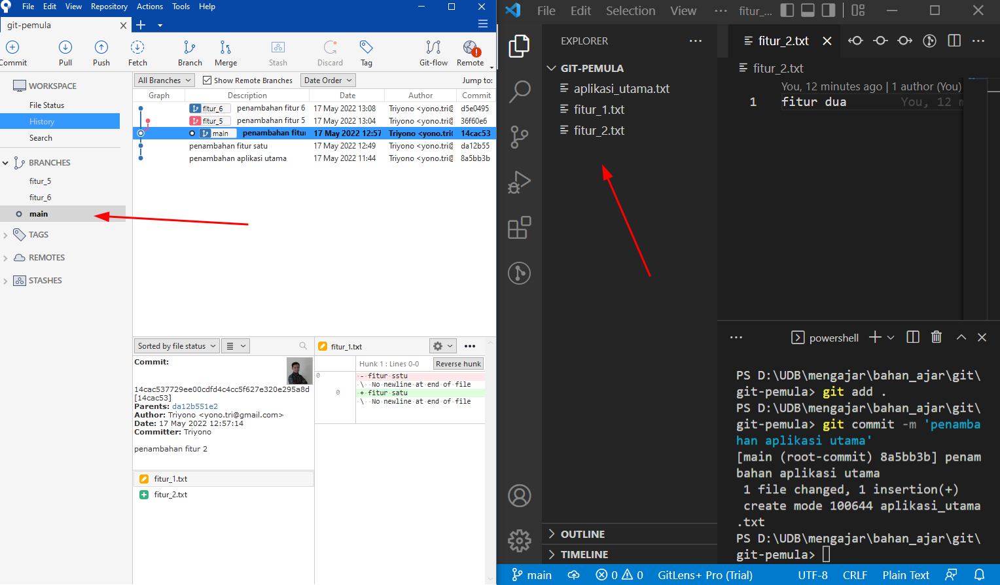 File Edit View Repository Actions Tools Help
git-pemula
Commit Pull Push Fetch Branch Merge Stash Discard Tag Git-flow Remote
WORKSPACE
File Status
History
Search
BRANCHES
fitur_5
fitur_6
main
TAGS
REMOTES
STASHES
All Branches Show Remote Branches Date Order Jump to:
Graph Description Date Author Commit
fitur_6 penambahan fitur 6 17 May 2022 13:08 Triyono <yono.tri@ d5e0495
fitur_5 penambahan fitur 5 17 May 2022 13:04 Triyono <yono.tri@ 36f60e6
main penambahan fitur 17 May 2022 12:57 Triyono <yono.tri( 14cac53
penambahan fitur satu 17 May 2022 12:49 Triyono <yono.tri@ da12b55
penambahan aplikasi utama 17 May 2022 11:44 Triyono <yono.tri@ 8a5bb3b
Sorted by file status
Commit:
14cac537729ee00cdfd4c4cc5f627e320e295a8d
[14cac53]
Parents: da12b551e2
Author: Triyono <yono.tri@gmail.com>
Date: 17 May 2022 12:57:14
Committer: Triyono
penambahan fitur 2
fitur_1.txt
fitur_2.txt
fitur_1.txt
Hunk 1 : Lines 0-0 Reverse hunk
0 - fitur sstu
\ No newline at end of file
0 + fitur satu
\ No newline at end of file
File Edit Selection View ··· fitur_...
EXPLORER
GIT-PEMULA
aplikasi_utama.txt
fitur_1.txt
fitur_2.txt
OUTLINE
TIMELINE
fitur_2.txt
fitur_2.txt
You, 12 minutes ago | 1 author (You)
1 fitur dua You, 12 m
powershell
PS D:\UDB\mengajar\bahan_ajar\git\
git-pemula> git add .
PS D:\UDB\mengajar\bahan_ajar\git\
git-pemula> git commit -m 'penamba
han aplikasi utama'
[main (root-commit) 8a5bb3b] penam
bahan aplikasi utama
1 file changed, 1 insertion(+)
create mode 100644 aplikasi_utama
.txt
PS D:\UDB\mengajar\bahan_ajar\git\
git-pemula>
main 0 0 GitLens+ Pro (Trial) UTF-8 CRLF Plain Text